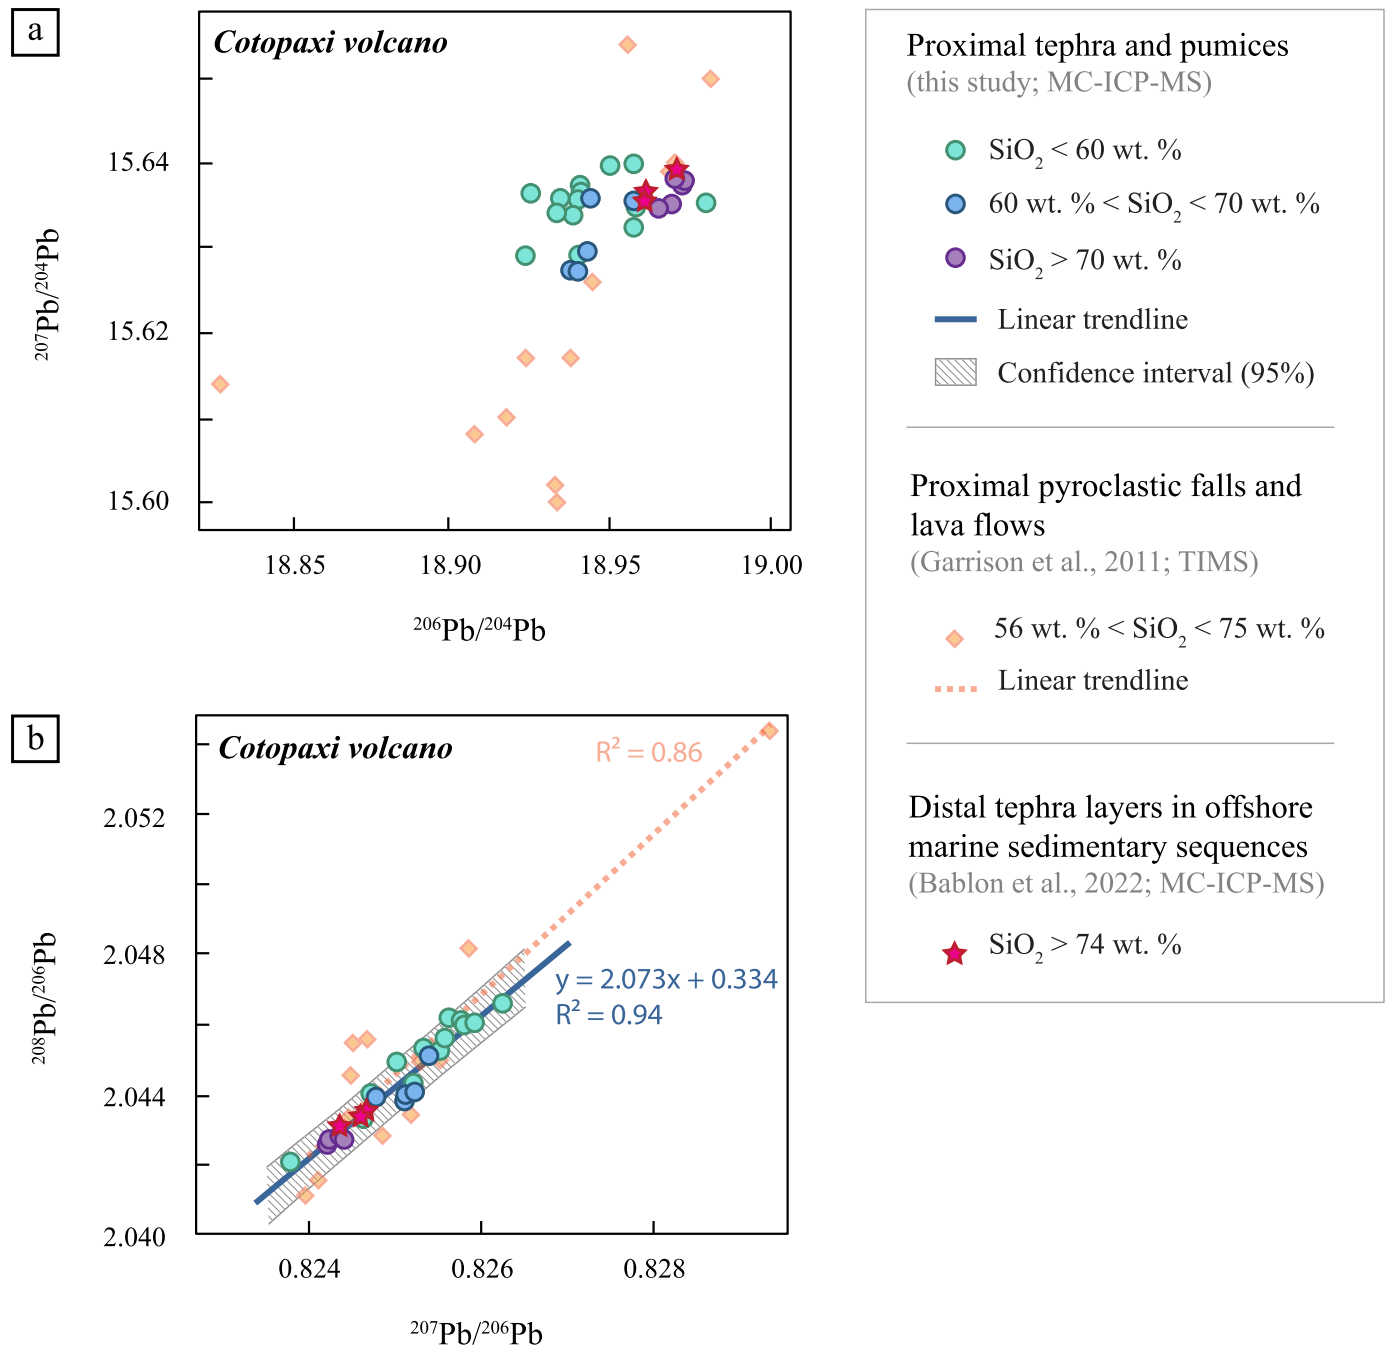 a
Cotopaxi volcano
15.64
15.62
15.60
²⁰⁷Pb/²⁰⁴Pb
18.85
18.90
18.95
19.00
²⁰⁶Pb/²⁰⁴Pb
b
Cotopaxi volcano
R² = 0.86
y = 2.073x + 0.334
R² = 0.94
2.052
2.048
2.044
2.040
²⁰⁸Pb/²⁰⁶Pb
0.824
0.826
0.828
²⁰⁷Pb/²⁰⁶Pb
Proximal tephra and pumices
(this study; MC-ICP-MS)
SiO₂ < 60 wt. %
60 wt. % < SiO₂ < 70 wt. %
SiO₂ > 70 wt. %
Linear trendline
Confidence interval (95%)
Proximal pyroclastic falls and
lava flows
(Garrison et al., 2011; TIMS)
56 wt. % < SiO₂ < 75 wt. %
Linear trendline
Distal tephra layers in offshore
marine sedimentary sequences
(Bablon et al., 2022; MC-ICP-MS)
SiO₂ > 74 wt. %